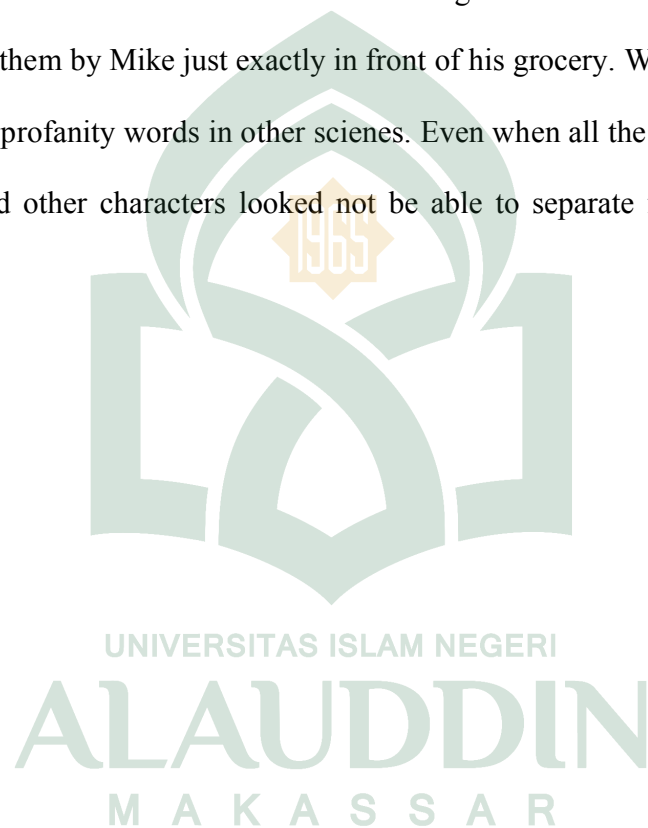 them by Mike just exactly in front of his grocery. W
profanity words in other scienes. Even when all the
d other characters looked not be able to separate
1965
UNIVERSITAS ISLAM NEGERI
ALAUDDIN
MAKASSAR